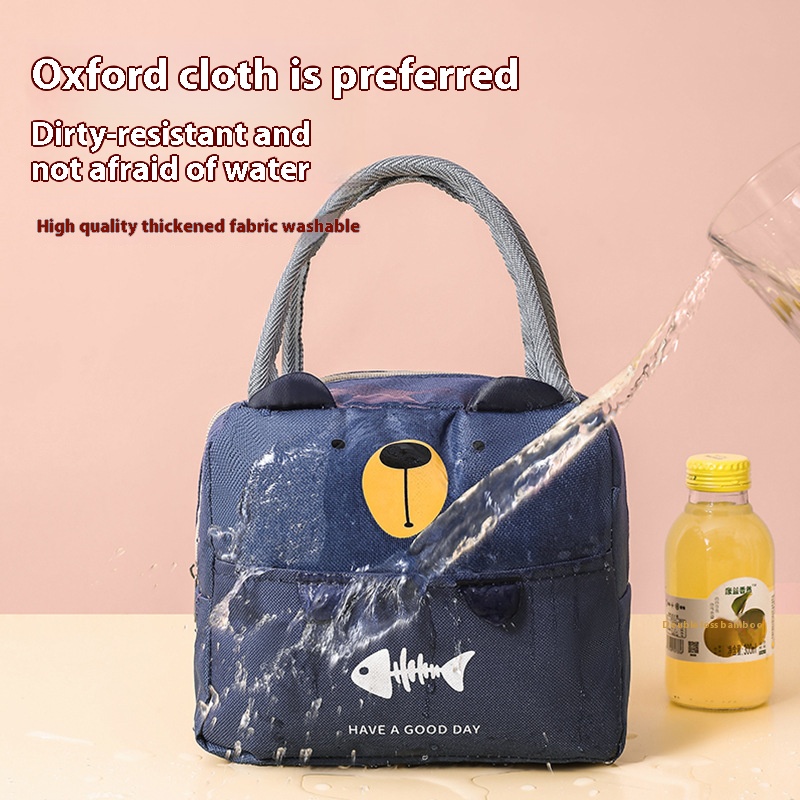 Oxford cloth is preferred
Dirty-resistant and
not afraid of water
High quality thickened fabric washable
HAVE A GOOD DAY